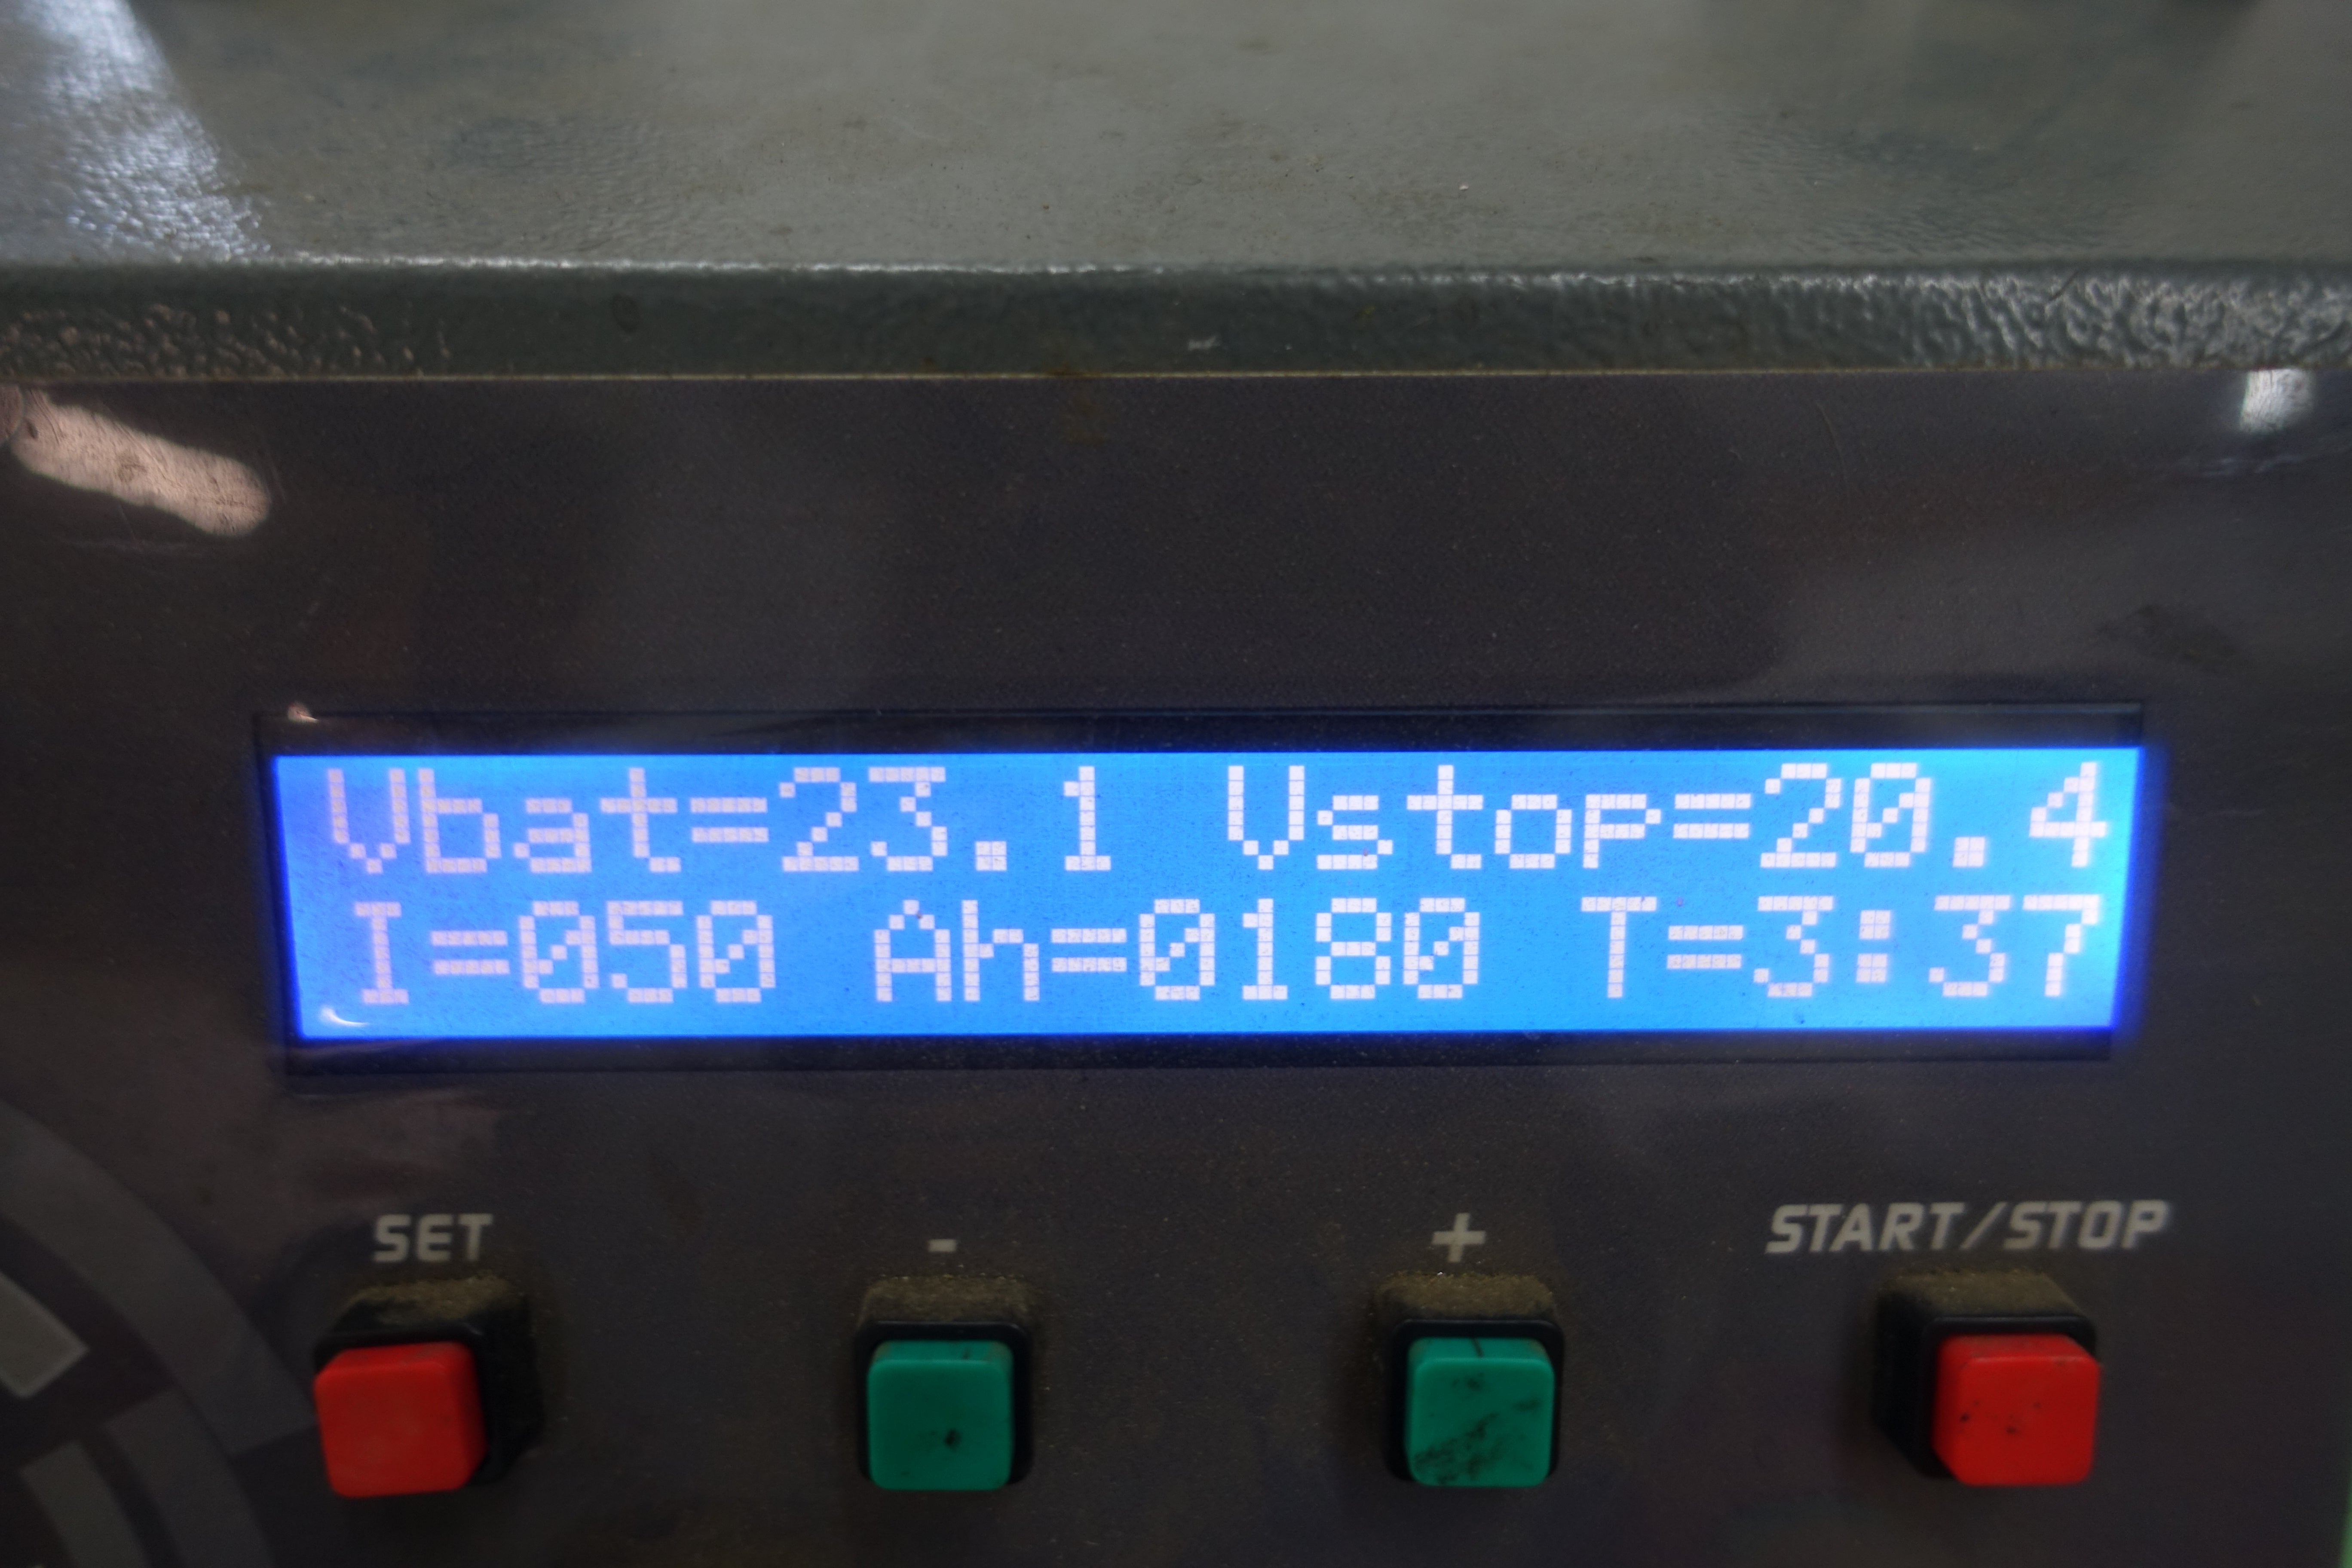 Vbat=23.1 Vstop=20.4
I=050 Ah=0180 T=3:37
SET - + START/STOP